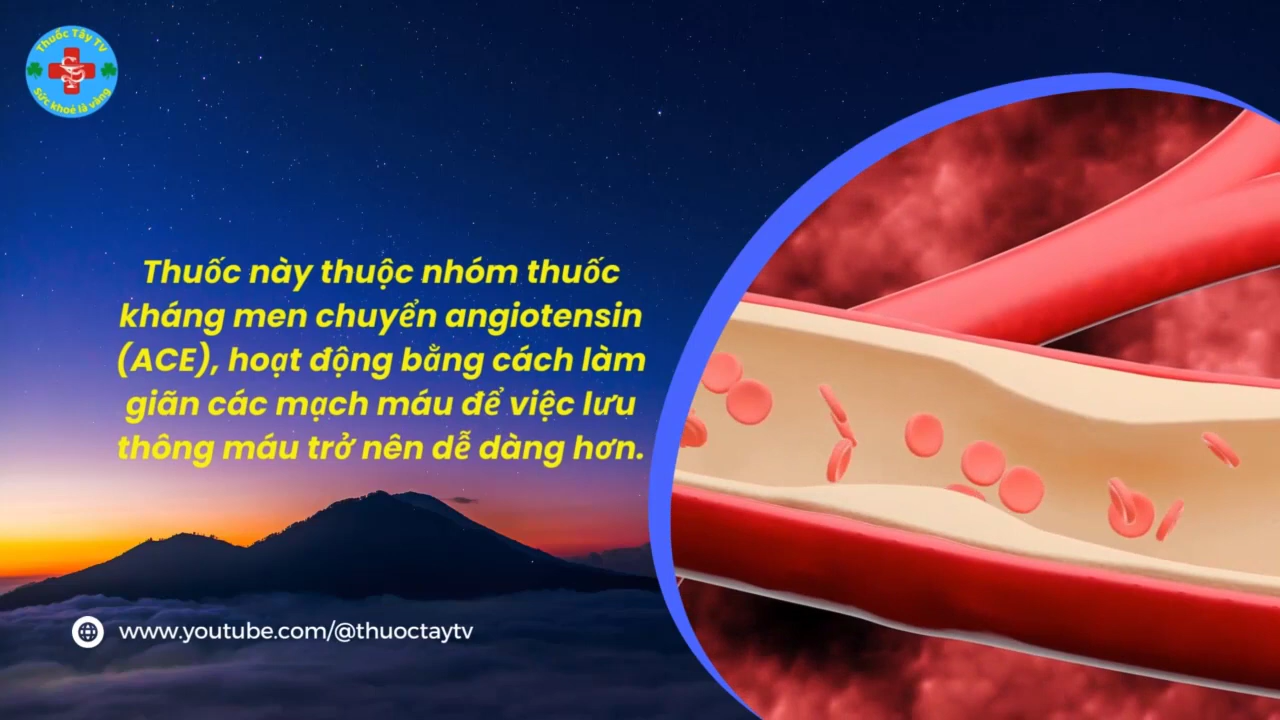 Thuốc Tây Tv
Sức khoẻ là vàng
Thuốc này thuộc nhóm thuốc
kháng men chuyển angiotensin
(ACE), hoạt động bằng cách làm
giãn các mạch máu để việc lưu
thông máu trở nên dễ dàng hơn.
www.youtube.com/@thuoctaytv